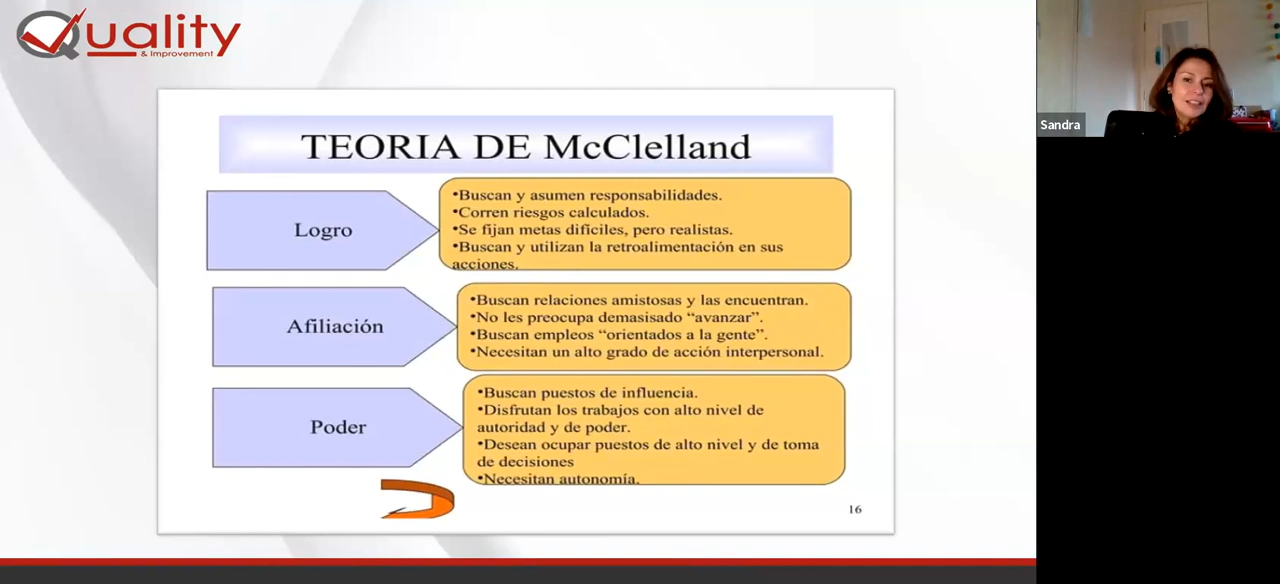 Quality
& Improvement
Sandra
TEORIA DE McClelland
Logro
•Buscan y asumen responsabilidades.
•Corren riesgos calculados.
•Se fijan metas dificiles, pero realistas.
•Buscan y utilizan la retroalimentación en sus
acciones.
Afiliación
•Buscan relaciones amistosas y las encuentran.
•No les preocupa demasisado “avanzar”.
•Buscan empleos “orientados a la gente”.
•Necesitan un alto grado de acción interpersonal.
Poder
•Buscan puestos de influencia.
•Disfrutan los trabajos con alto nivel de
autoridad y de poder.
•Desean ocupar puestos de alto nivel y de toma
de decisiones
•Necesitan autonomía.
16